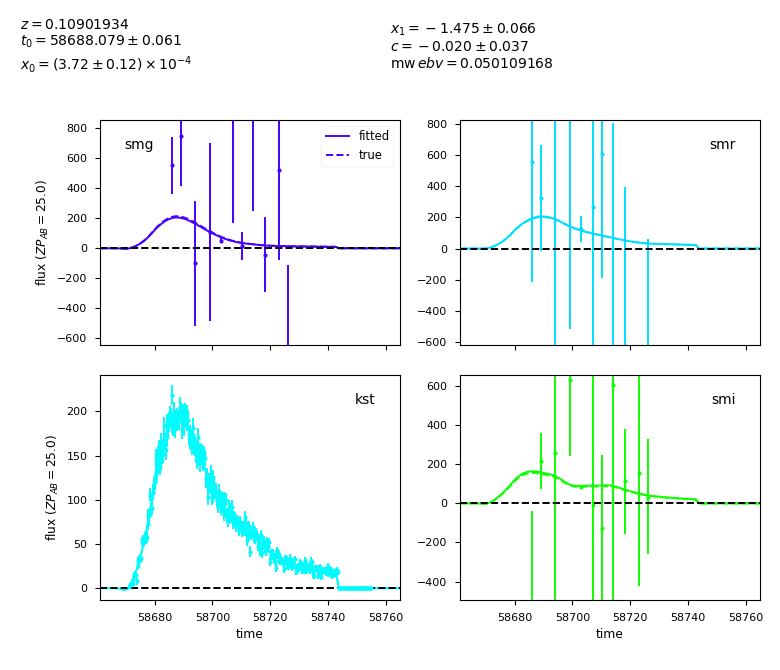 z = 0.10901934
t₀ = 58688.079 ± 0.061
x₀ = (3.72 ± 0.12) × 10⁻⁴
x₁ = −1.475 ± 0.066
c = −0.020 ± 0.037
mw ebv = 0.050109168
smg
fitted
true
800
600
400
200
0
−200
−400
−600
flux (ZP_AB = 25.0)
smr
800
600
400
200
0
−200
−400
−600
kst
200
150
100
50
0
flux (ZP_AB = 25.0)
58680 58700 58720 58740 58760
time
smi
600
400
200
0
−200
−400
58680 58700 58720 58740 58760
time